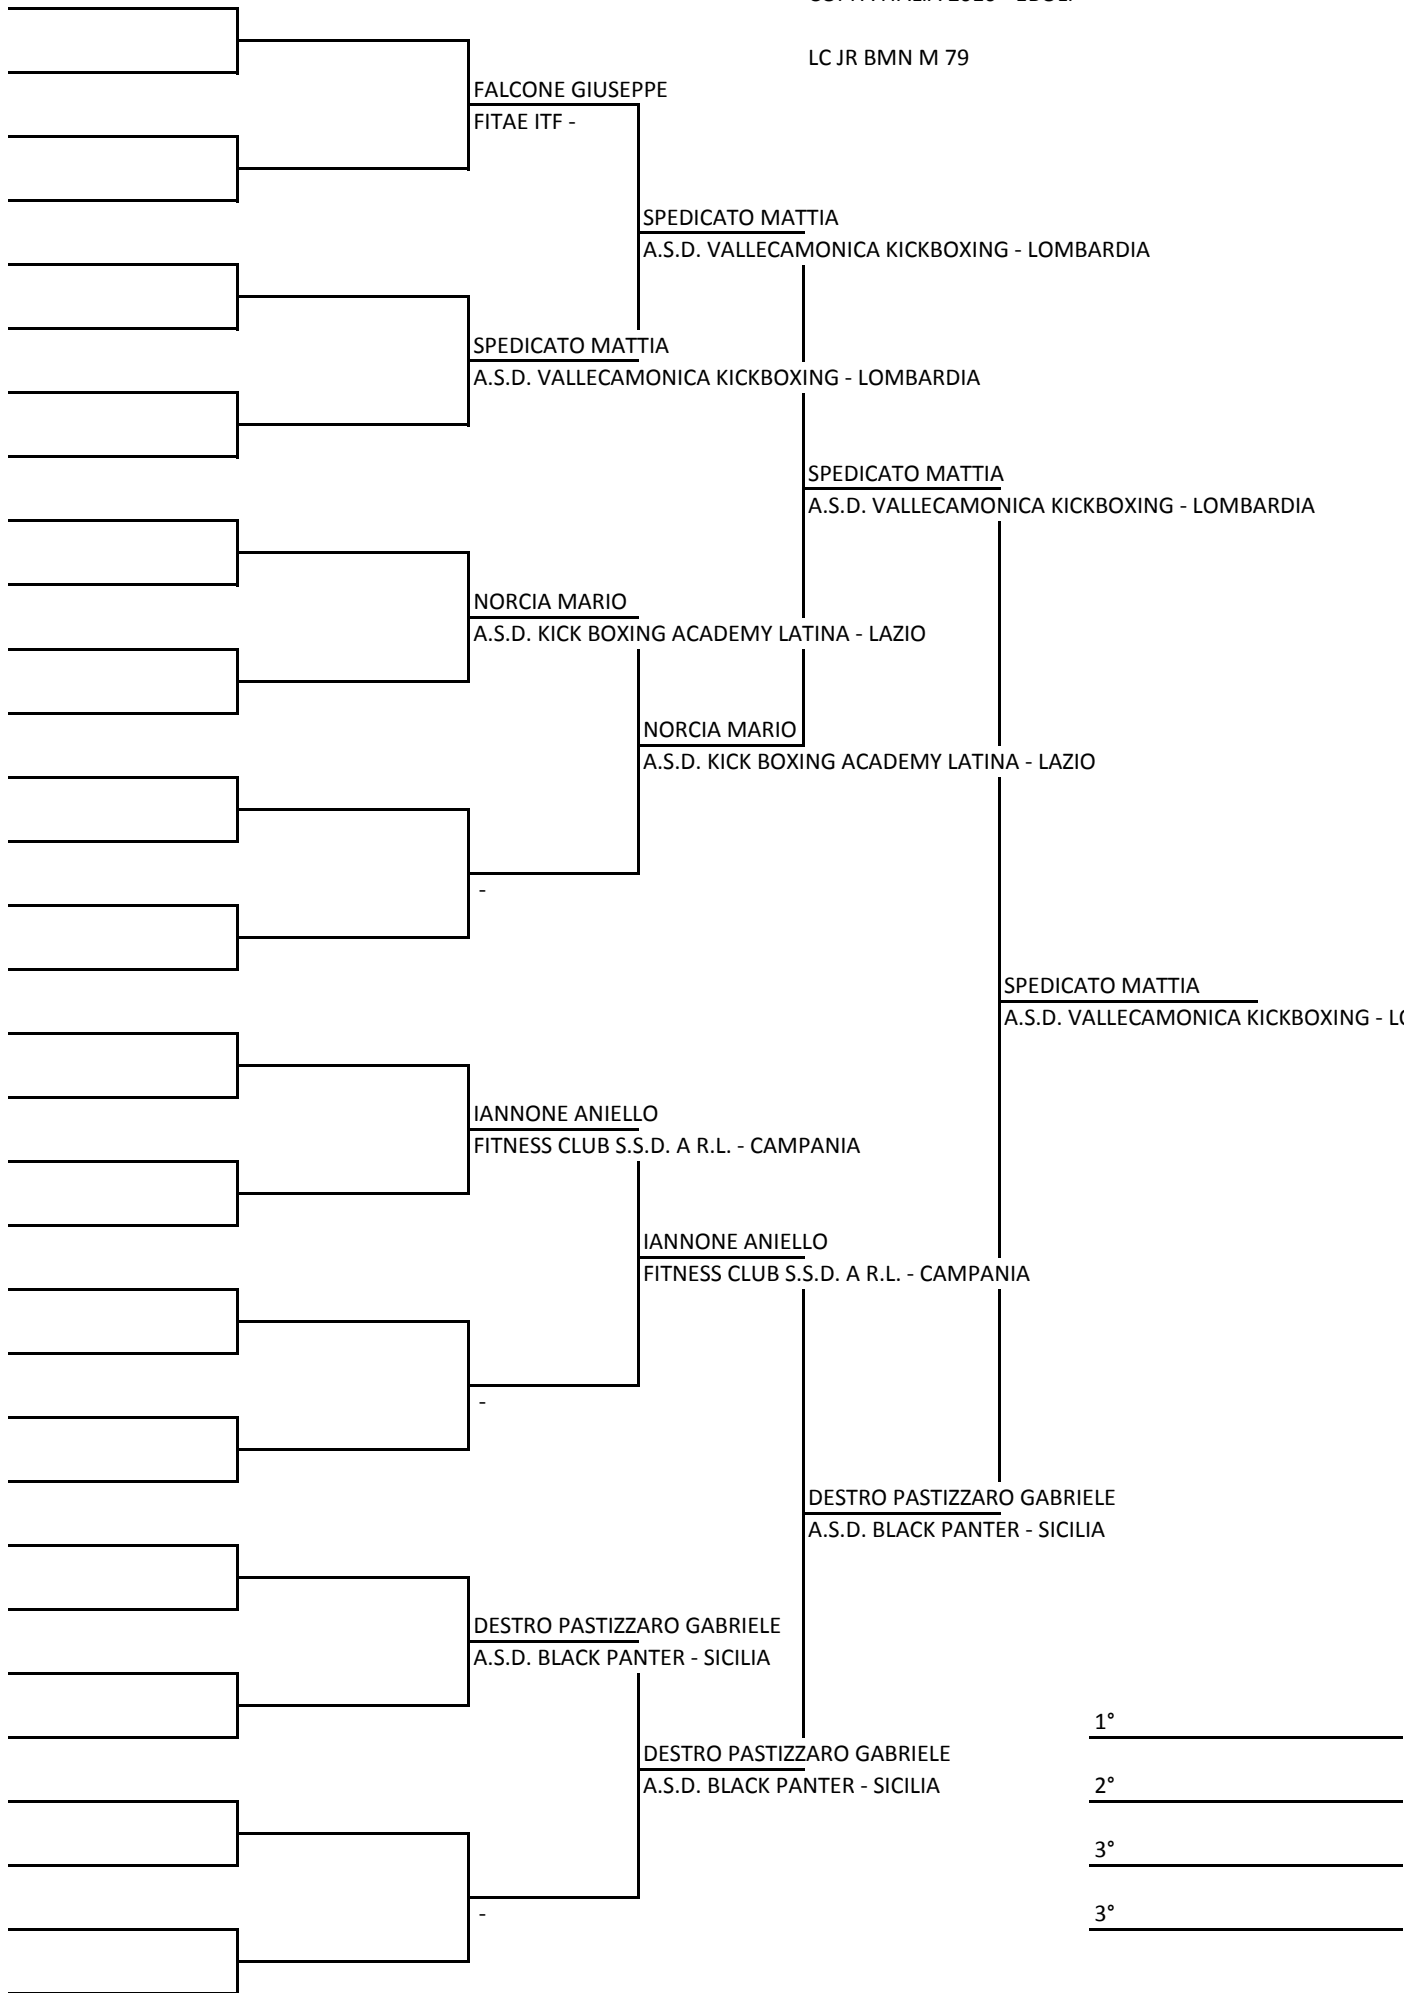 LC JR BMN M 79
FALCONE GIUSEPPE
FITAE ITF -
SPEDICATO MATTIA
A.S.D. VALLECAMONICA KICKBOXING - LOMBARDIA
SPEDICATO MATTIA
A.S.D. VALLECAMONICA KICKBOXING - LOMBARDIA
SPEDICATO MATTIA
A.S.D. VALLECAMONICA KICKBOXING - LOMBARDIA
NORCIA MARIO
A.S.D. KICK BOXING ACADEMY LATINA - LAZIO
NORCIA MARIO
A.S.D. KICK BOXING ACADEMY LATINA - LAZIO
-
SPEDICATO MATTIA
A.S.D. VALLECAMONICA KICKBOXING - L
IANNONE ANIELLO
FITNESS CLUB S.S.D. A R.L. - CAMPANIA
IANNONE ANIELLO
FITNESS CLUB S.S.D. A R.L. - CAMPANIA
-
DESTRO PASTIZZARO GABRIELE
A.S.D. BLACK PANTER - SICILIA
DESTRO PASTIZZARO GABRIELE
A.S.D. BLACK PANTER - SICILIA
1°
DESTRO PASTIZZARO GABRIELE
A.S.D. BLACK PANTER - SICILIA
2°
3°
-
3°